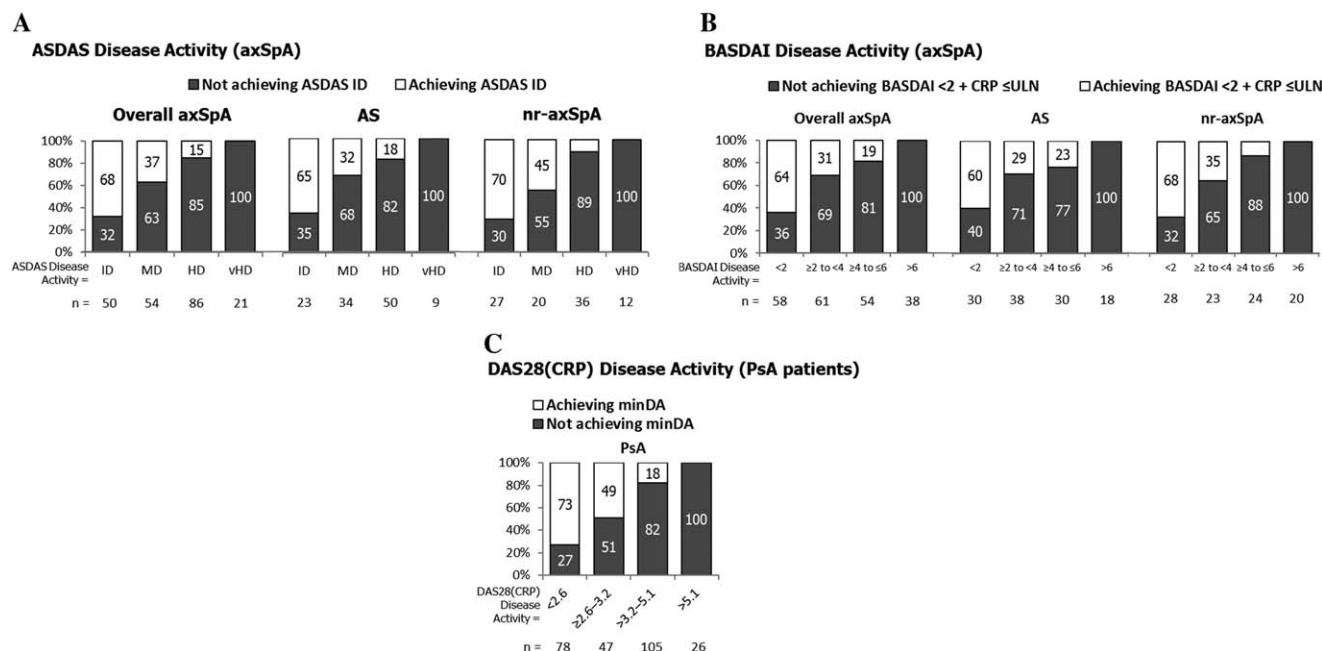 A
ASDAS Disease Activity (axSpA)
Not achieving ASDAS ID Achieving ASDAS ID
Overall axSpA AS nr-axSpA
100%
80%
60%
40%
20%
0%
68 37 15 65 32 18 70 45
32 63 85 100 35 68 82 100 30 55 89 100
ASDAS Disease
Activity =
ID MD HD vHD ID MD HD vHD ID MD HD vHD
n = 50 54 86 21 23 34 50 9 27 20 36 12
B
BASDAI Disease Activity (axSpA)
Not achieving BASDAI <2 + CRP ≤ULN Achieving BASDAI <2 + CRP ≤ULN
Overall axSpA AS nr-axSpA
100%
80%
60%
40%
20%
0%
64 31 19 60 29 23 68 35
36 69 81 100 40 71 77 100 32 65 88 100
BASDAI Disease
Activity =
<2 ≥2 to <4 ≥4 to ≤6 >6 <2 ≥2 to <4 ≥4 to ≤6 >6 <2 ≥2 to <4 ≥4 to ≤6 >6
n = 58 61 54 38 30 38 30 18 28 23 24 20
C
DAS28(CRP) Disease Activity (PsA patients)
Achieving minDA
Not achieving minDA
PsA
100%
80%
60%
40%
20%
0%
73 49 18
27 51 82 100
DAS28(CRP)
Disease
Activity =
<2.6 ≥2.6–3.2 >3.2–5.1 >5.1
n = 78 47 105 26